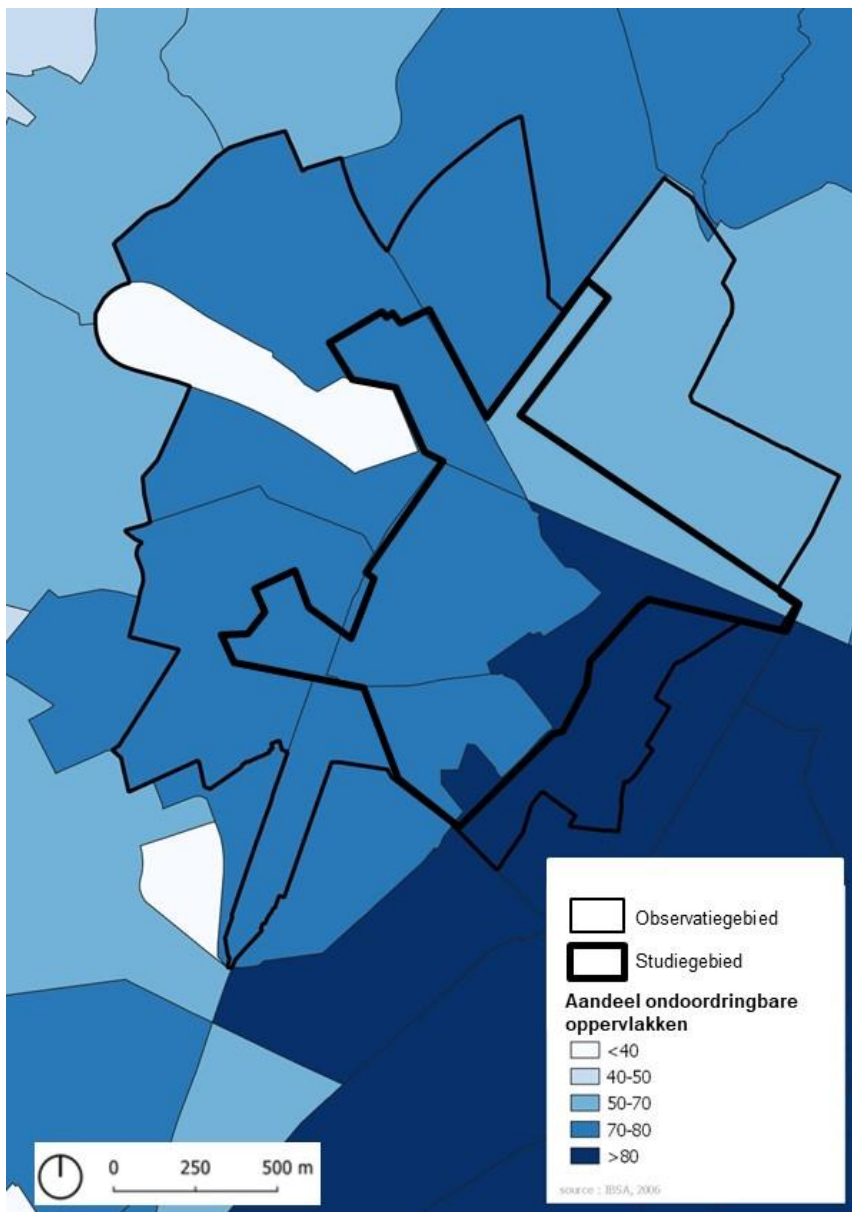 Observatiegebied
Studiegebied
Aandeel ondoordringbare
oppervlakken
<40
40-50
50-70
70-80
>80
source : IBSA, 2006
0 250 500 m